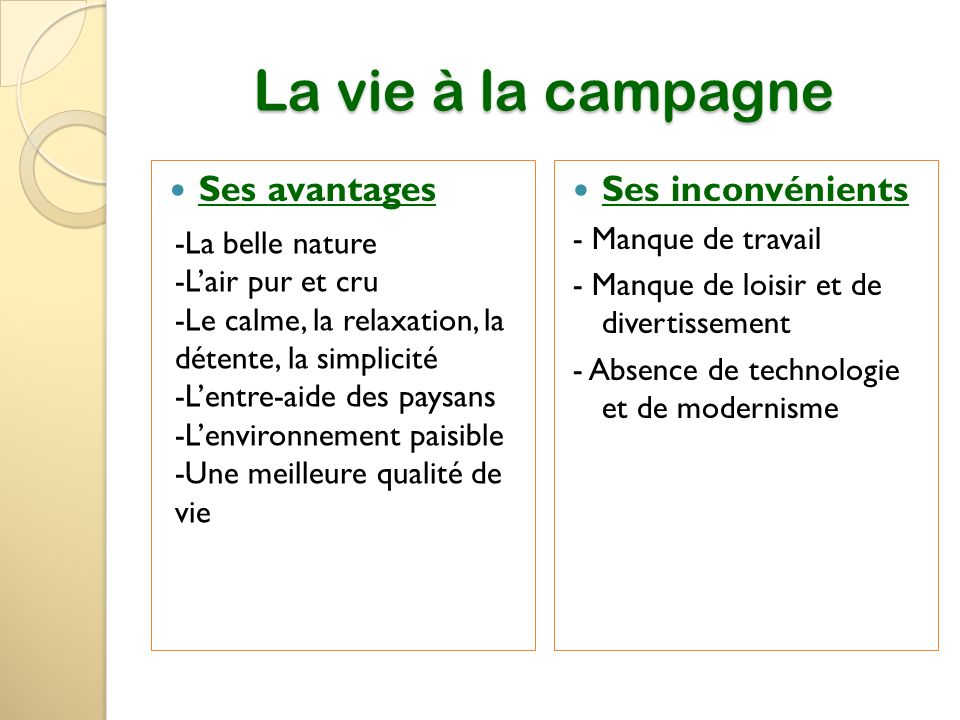 La vie à la campagne
Ses avantages
-La belle nature
-L’air pur et cru
-Le calme, la relaxation, la
détente, la simplicité
-L’entre-aide des paysans
-L’environnement paisible
-Une meilleure qualité de
vie
Ses inconvénients
- Manque de travail
- Manque de loisir et de
divertissement
- Absence de technologie
et de modernisme